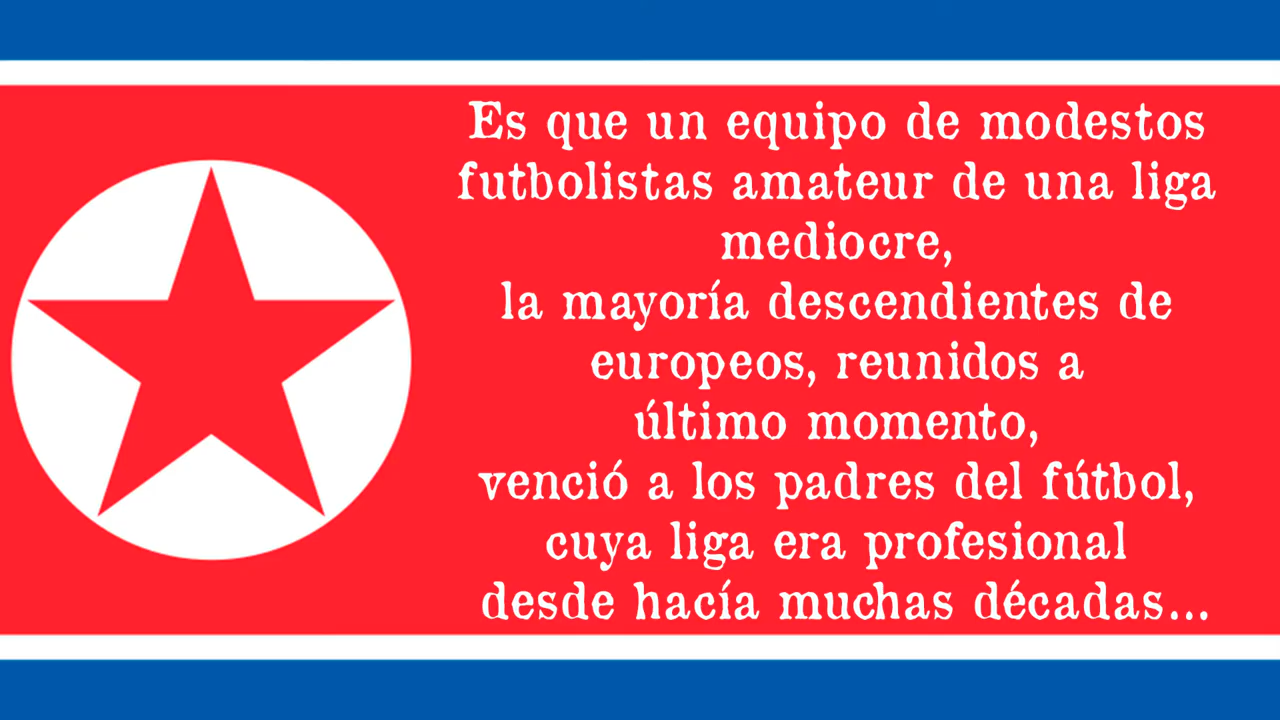 Es que un equipo de modestos
futbolistas amateur de una liga
mediocre,
la mayoría descendientes de
europeos, reunidos a
último momento,
venció a los padres del fútbol,
cuya liga era profesional
desde hacía muchas décadas...